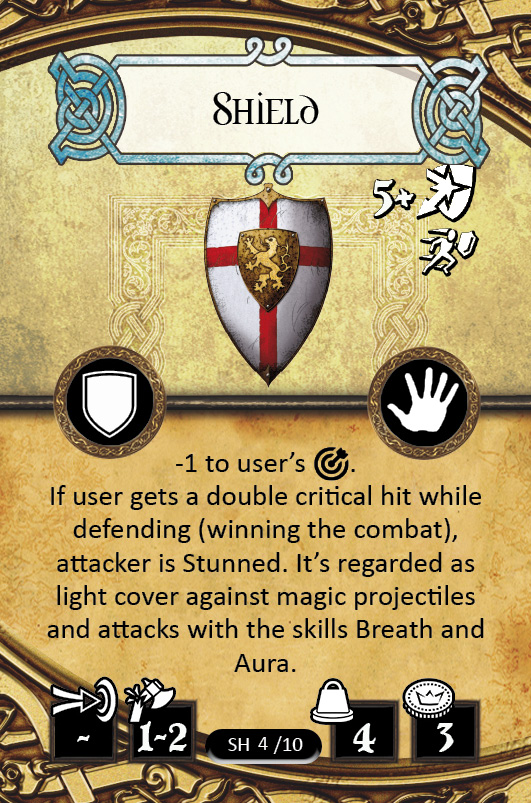 Shield
5+
-1 to user's .
If user gets a double critical hit while
defending (winning the combat),
attacker is Stunned. It's regarded as
light cover against magic projectiles
and attacks with the skills Breath and
Aura.
- 1-2 SH 4 /10 4 3